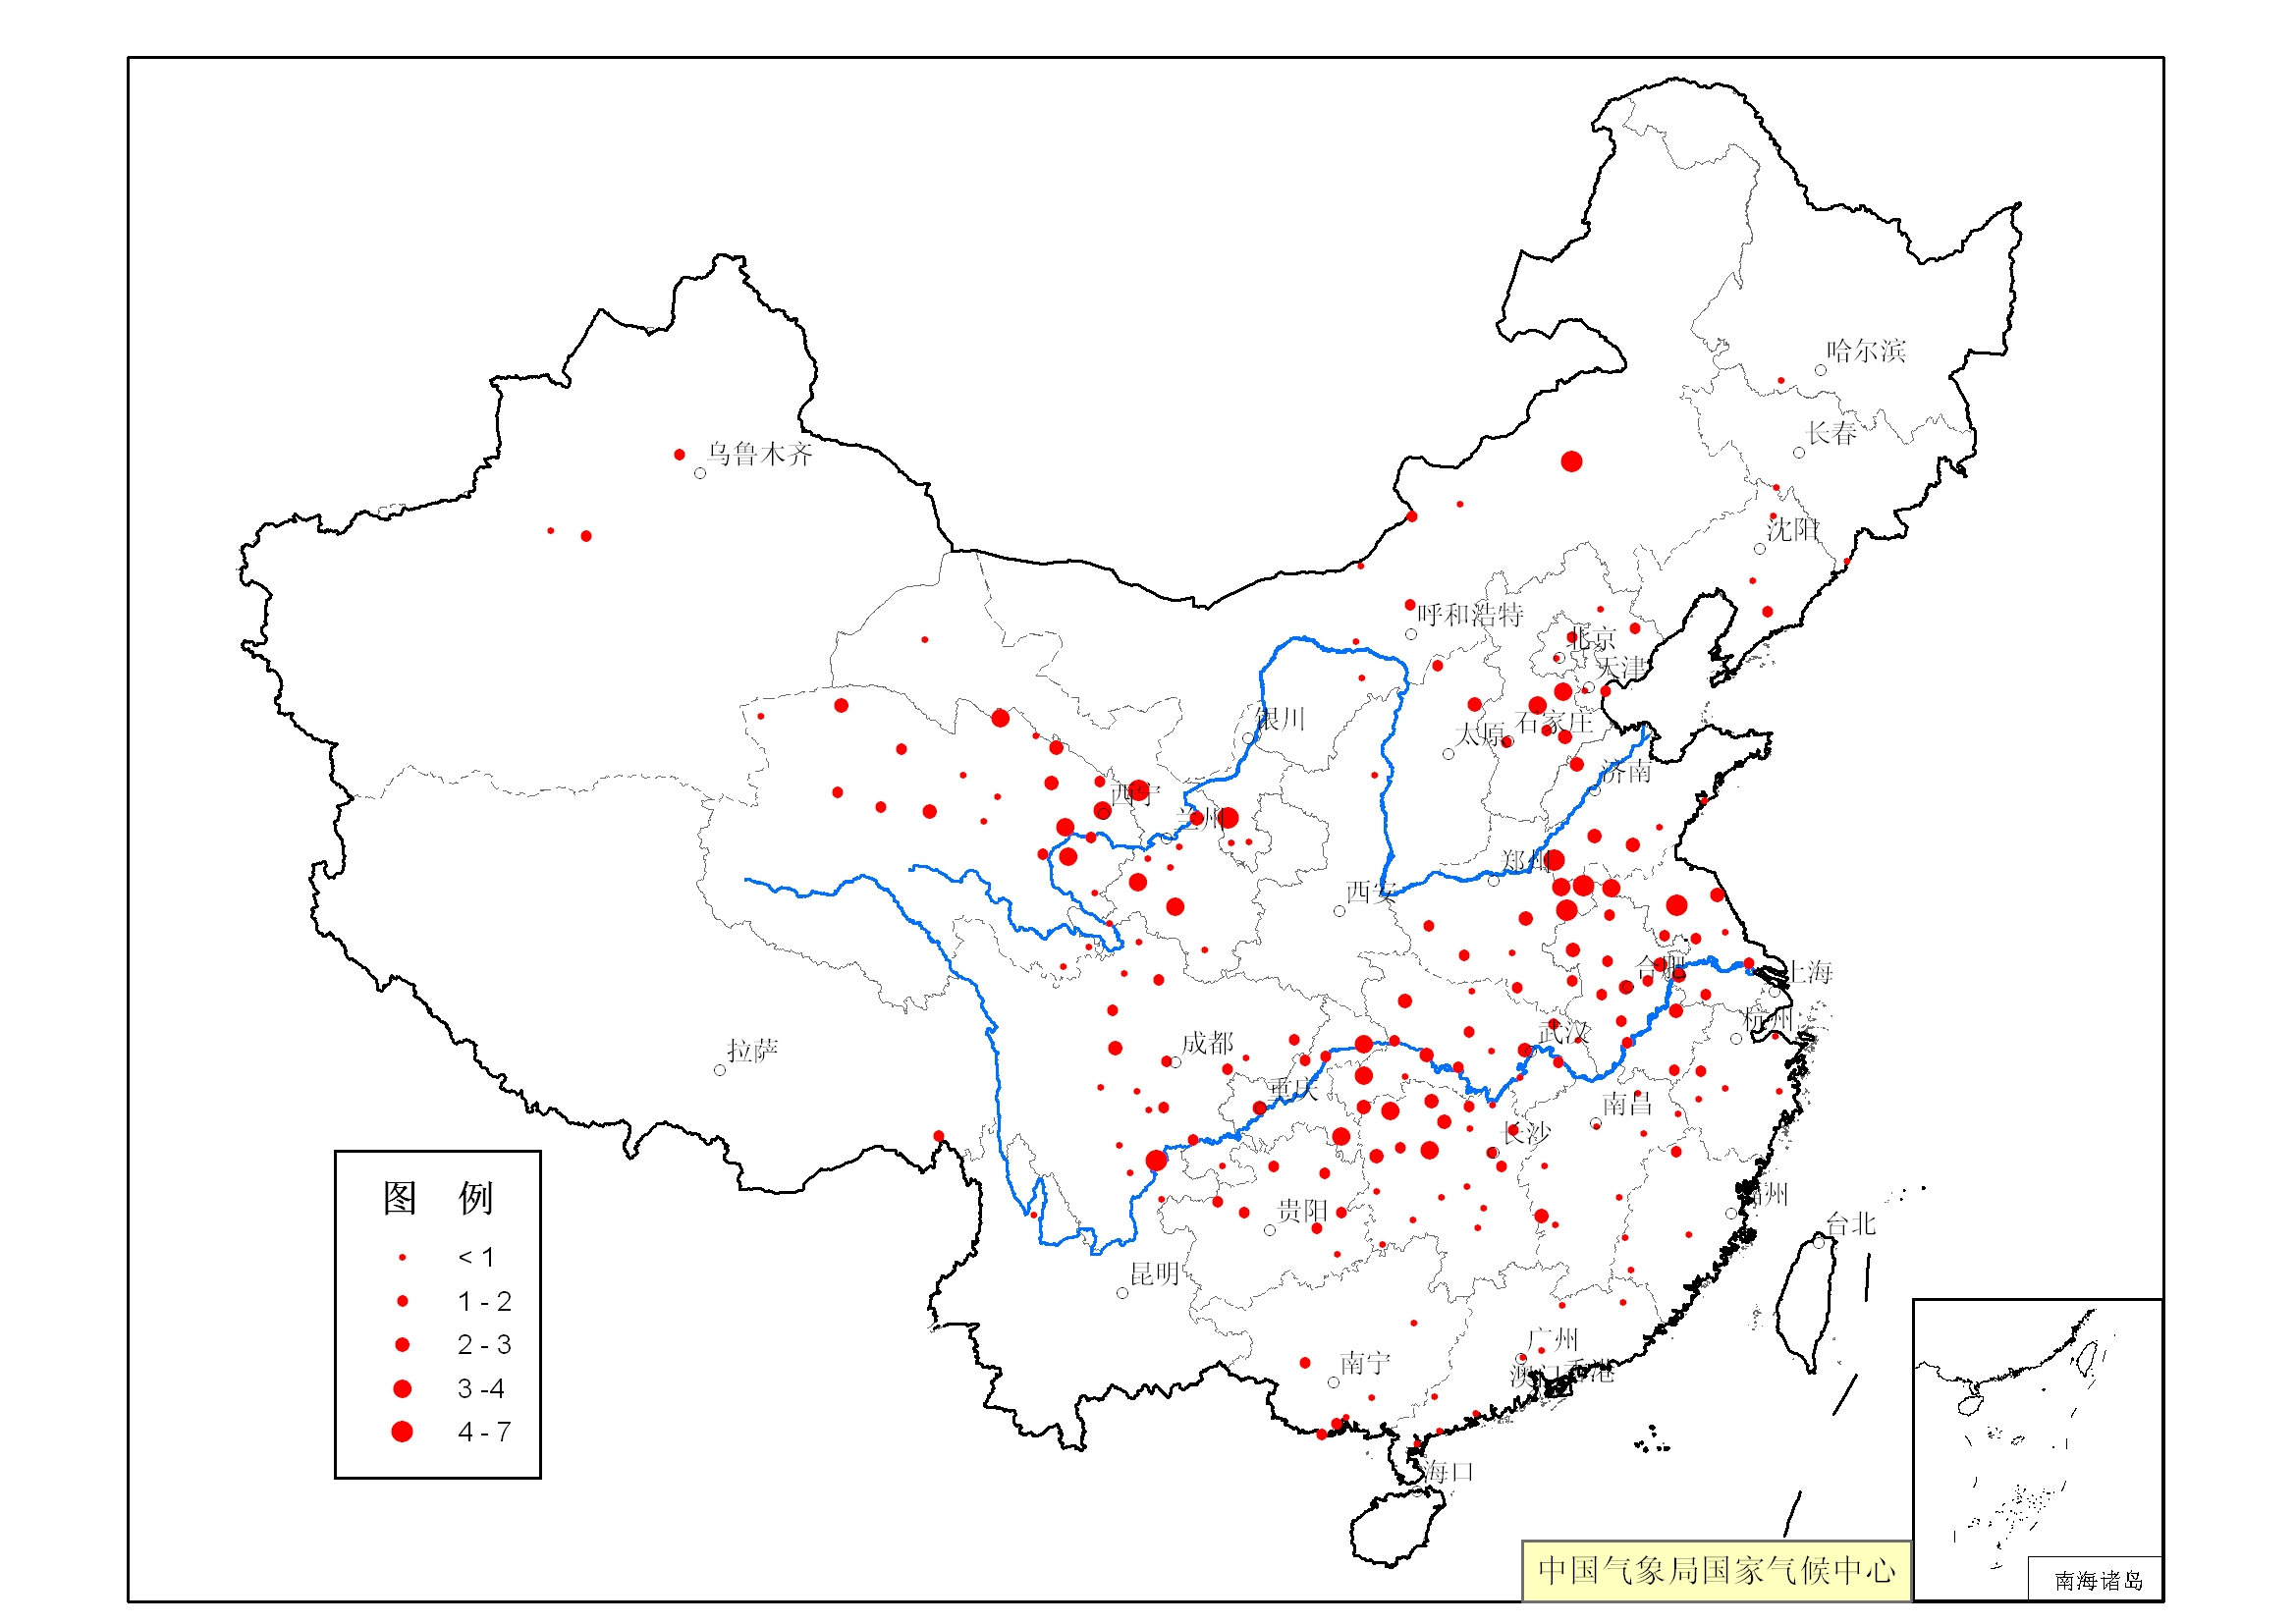 哈尔滨
长春
乌鲁木齐
沈阳
呼和浩特
北京
天津
银川
石家庄
太原
济南
西宁
兰州
郑州
西安
合肥
上海
杭州
武汉
成都
拉萨
重庆
南昌
长沙
福州
贵阳
台北
昆明
广州
南宁
澳门
香港
海口
图 例
< 1
1 - 2
2 - 3
3 -4
4 - 7
中国气象局国家气候中心
南海诸岛